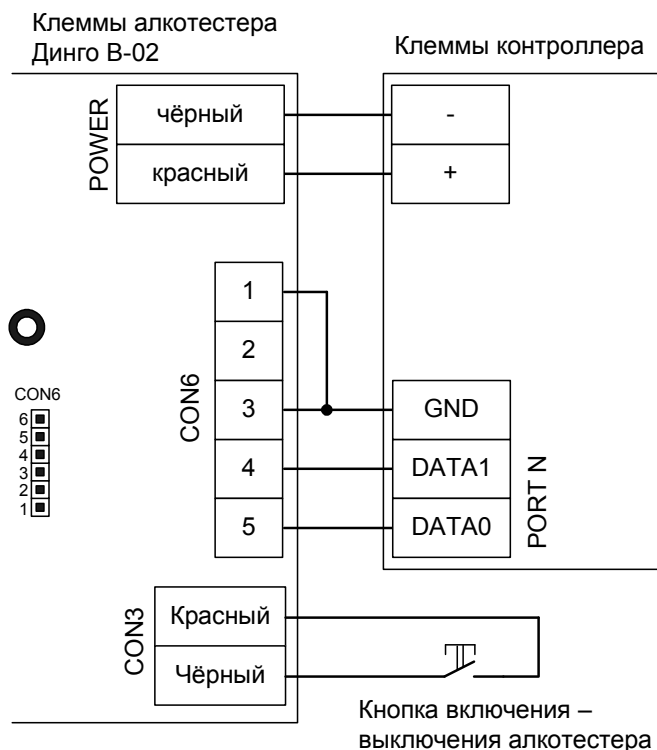 Клеммы алкотестера
Динго В-02
Клеммы контроллера
POWER
чёрный
красный
-
+
CON6
1
2
3
4
5
GND
DATA1
DATA0
PORT N
CON6
6
5
4
3
2
1
CON3
Красный
Чёрный
Кнопка включения –
выключения алкотестера